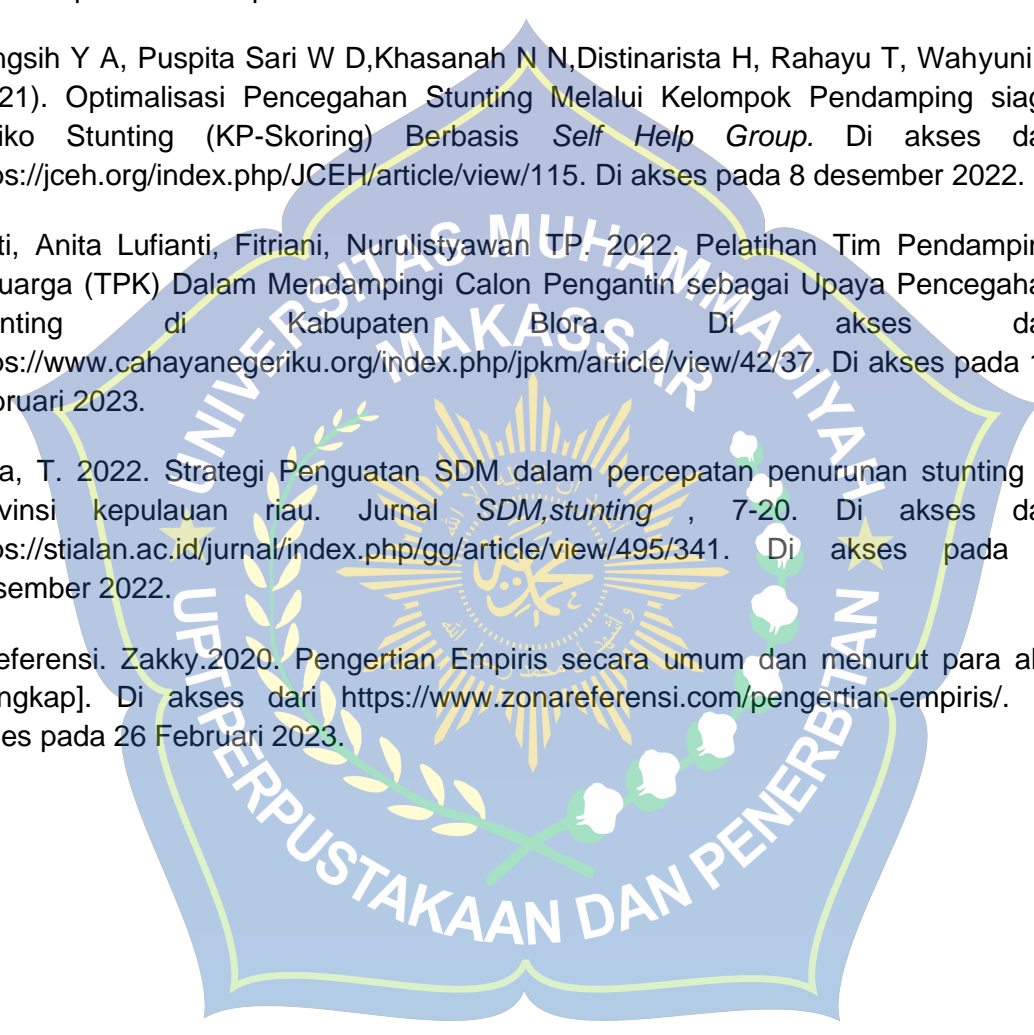 ngsih Y A, Puspita Sari W D,Khasanah N N,Distinarista H, Rahayu T, Wahyuni
21). Optimalisasi Pencegahan Stunting Melalui Kelompok Pendamping siag
iko Stunting (KP-Skoring) Berbasis Self Help Group. Di akses da
os://jceh.org/index.php/JCEH/article/view/115. Di akses pada 8 desember 2022.
ti, Anita Lufianti, Fitriani, Nurulistyawan TP. 2022. Pelatihan Tim Pendampin
uarga (TPK) Dalam Mendampingi Calon Pengantin sebagai Upaya Pencegaha
nting di Kabupaten Blora. Di akses da
os://www.cahayanegeriku.org/index.php/jpkm/article/view/42/37. Di akses pada 1
oruari 2023.
a, T. 2022. Strategi Penguatan SDM dalam percepatan penurunan stunting
vinsi kepulauan riau. Jurnal SDM,stunting , 7-20. Di akses da
os://stialan.ac.id/jurnal/index.php/gg/article/view/495/341. Di akses pada
sember 2022.
eferensi. Zakky.2020. Pengertian Empiris secara umum dan menurut para a
ngkap]. Di akses dari https://www.zonareferensi.com/pengertian-empiris/.
es pada 26 Februari 2023.
UNIVERSITAS MUHAMMADIYAH
MAKASSAR
UPT PERPUSTAKAAN DAN PENERBITAN